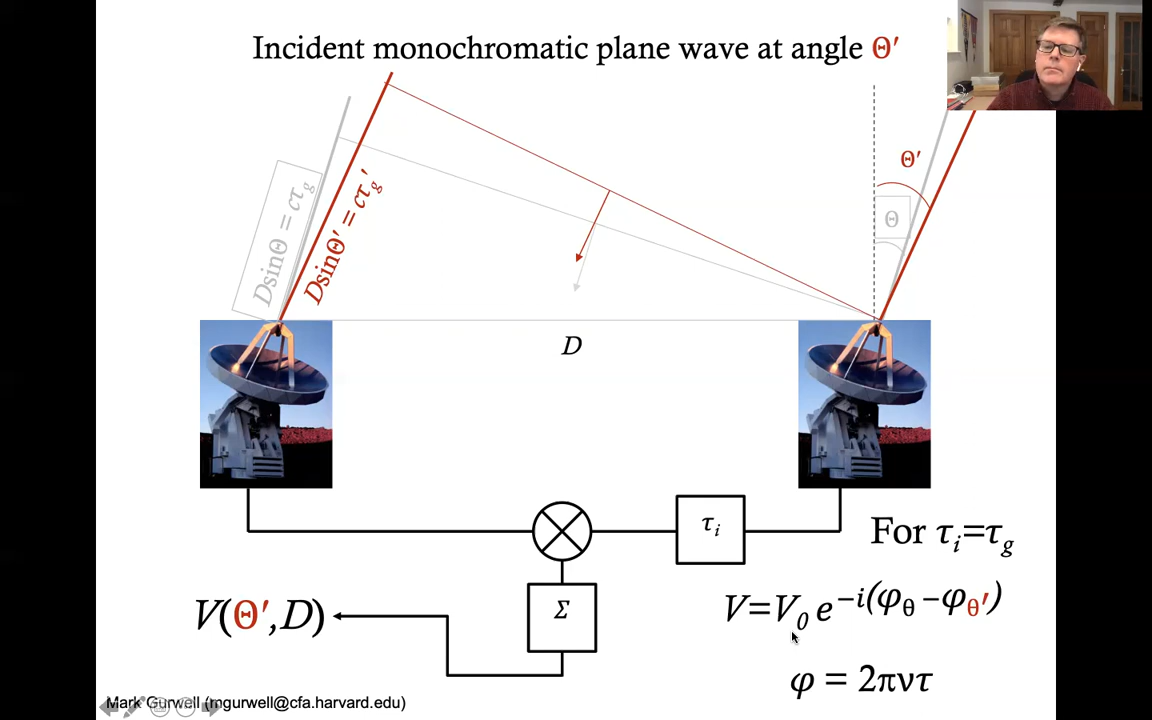 Incident monochromatic plane wave at angle Θ′
Dsinθ = cτg
Dsinθ′ = cτg′
Θ′
Θ
D
τi
For τi=τg
V(Θ′,D)
Σ
V=V0 e−i(φθ −φθ′)
φ = 2πντ
Mark Gurwell (mgurwell@cfa.harvard.edu)